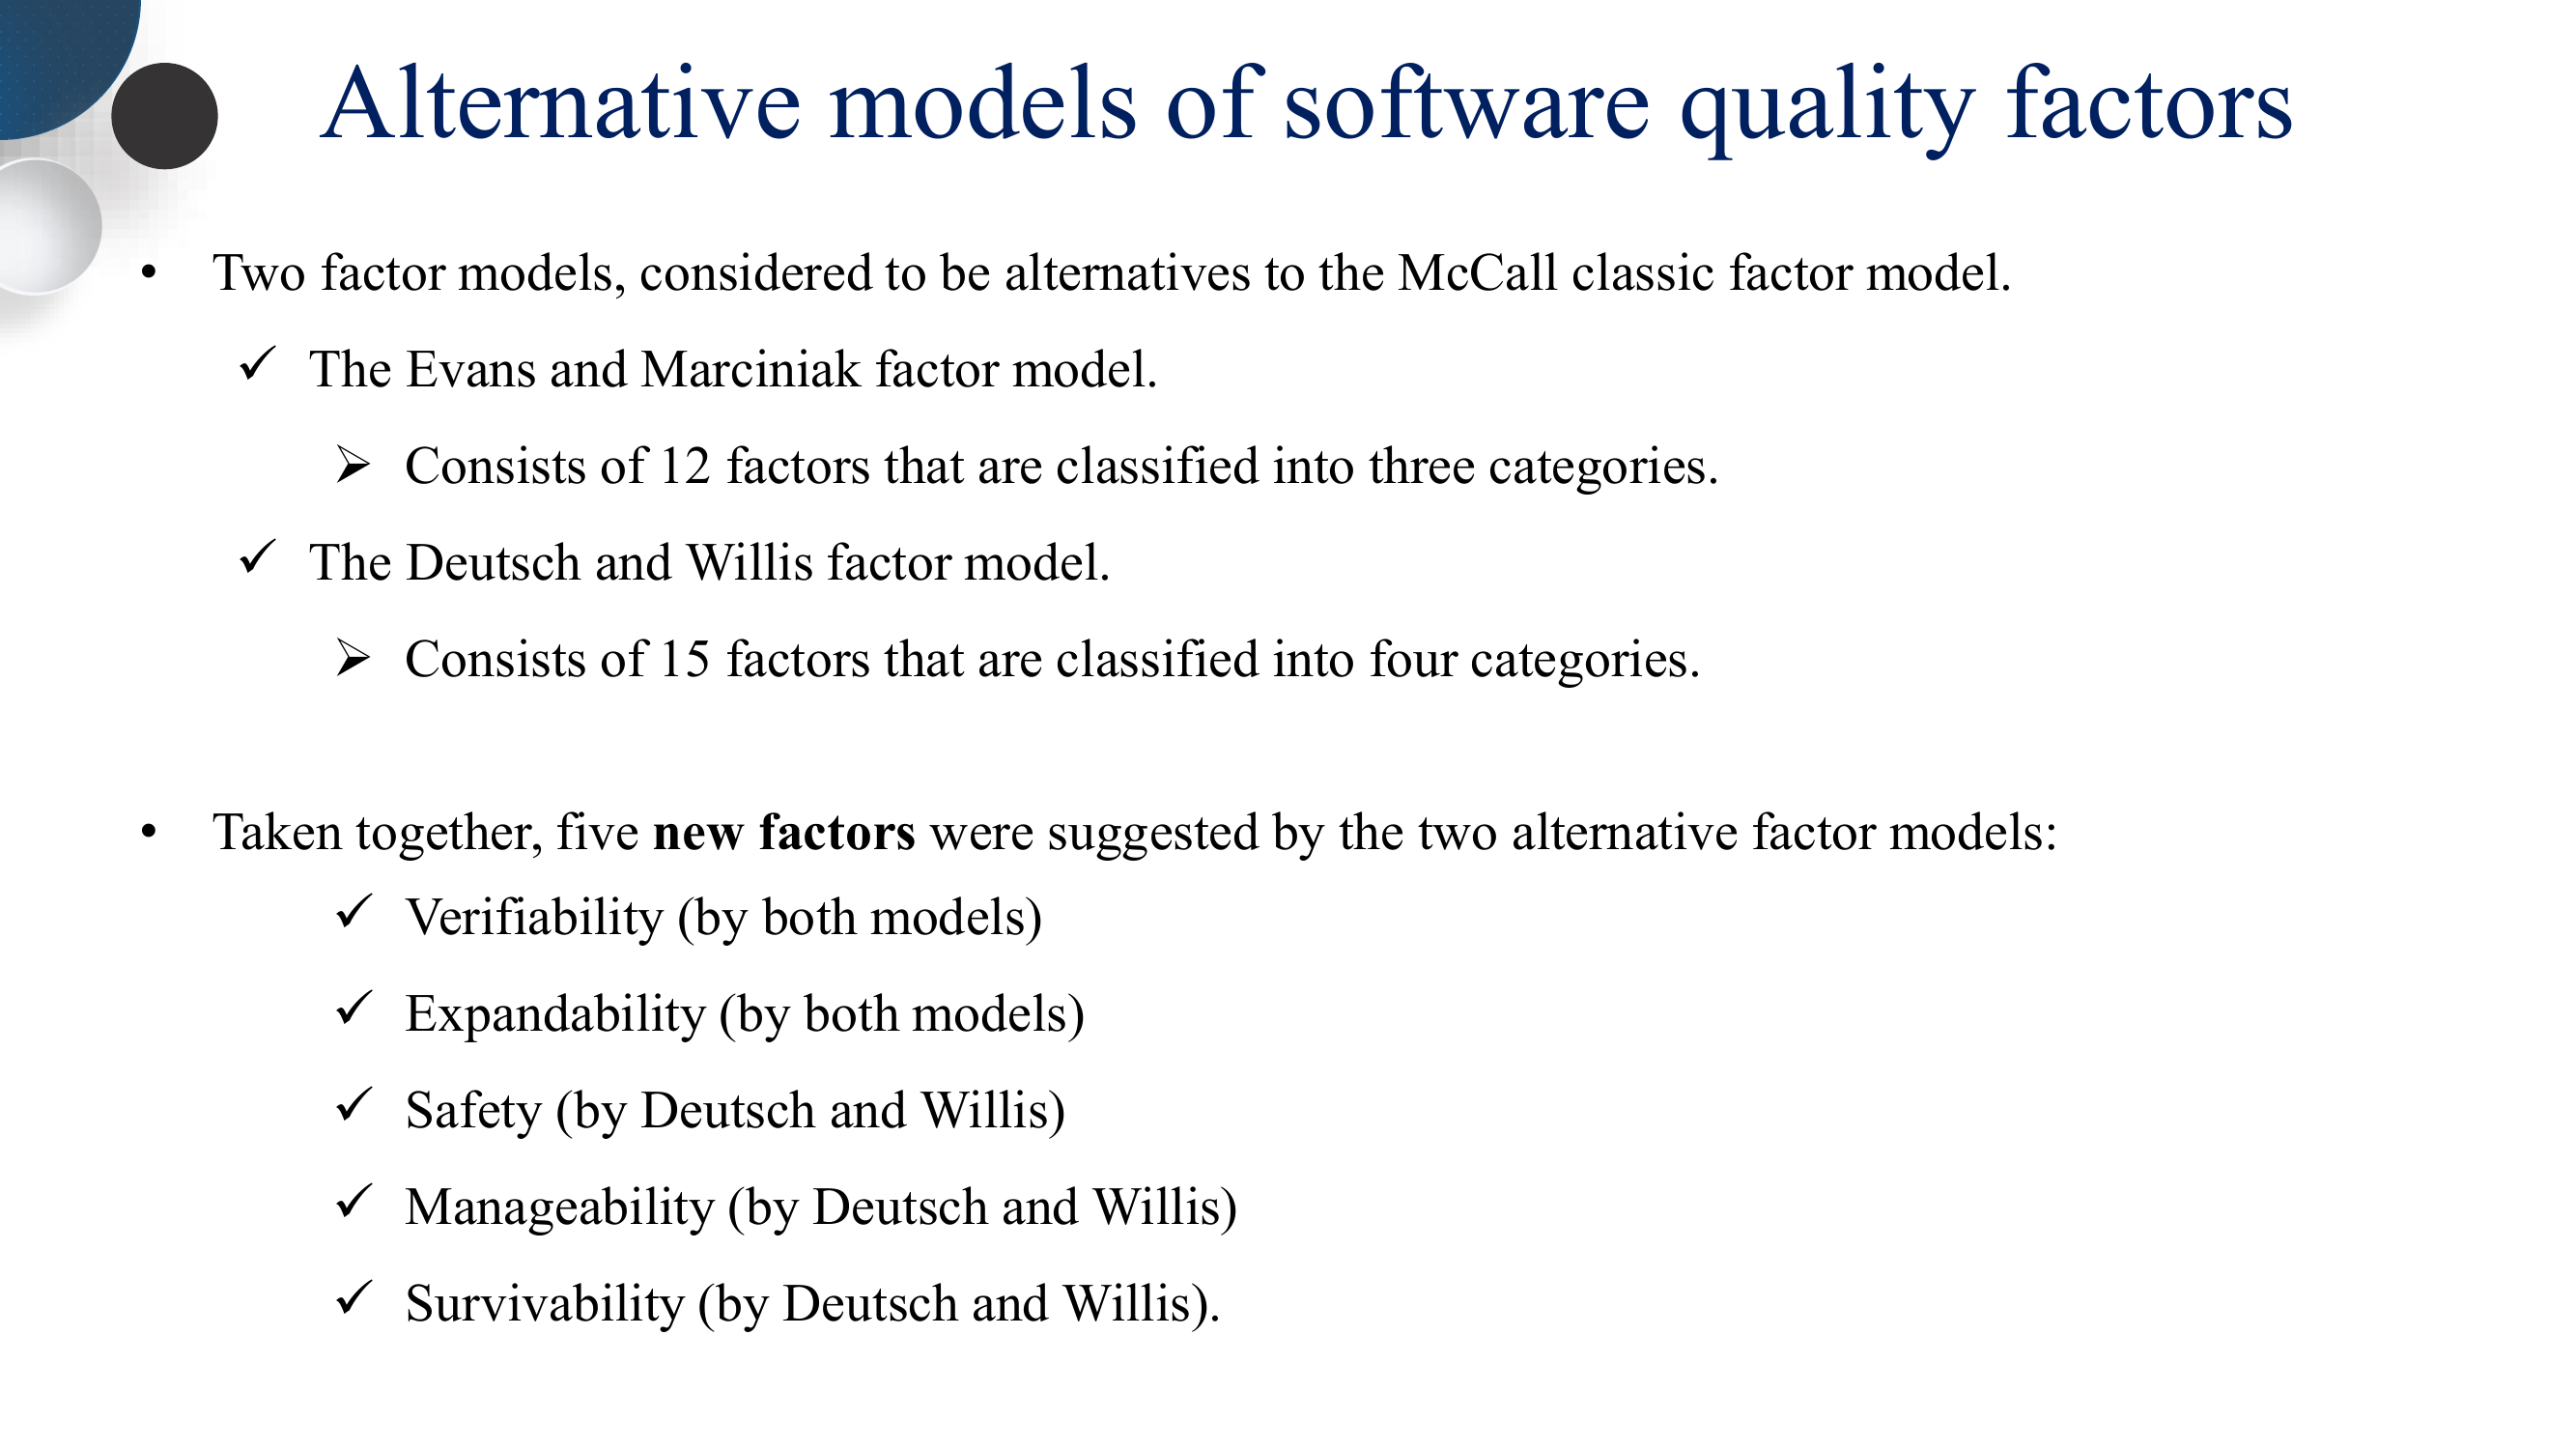 Alternative models of software quality factors
• Two factor models, considered to be alternatives to the McCall classic factor model.
✓ The Evans and Marciniak factor model.
➢ Consists of 12 factors that are classified into three categories.
✓ The Deutsch and Willis factor model.
➢ Consists of 15 factors that are classified into four categories.
• Taken together, five new factors were suggested by the two alternative factor models:
✓ Verifiability (by both models)
✓ Expandability (by both models)
✓ Safety (by Deutsch and Willis)
✓ Manageability (by Deutsch and Willis)
✓ Survivability (by Deutsch and Willis).